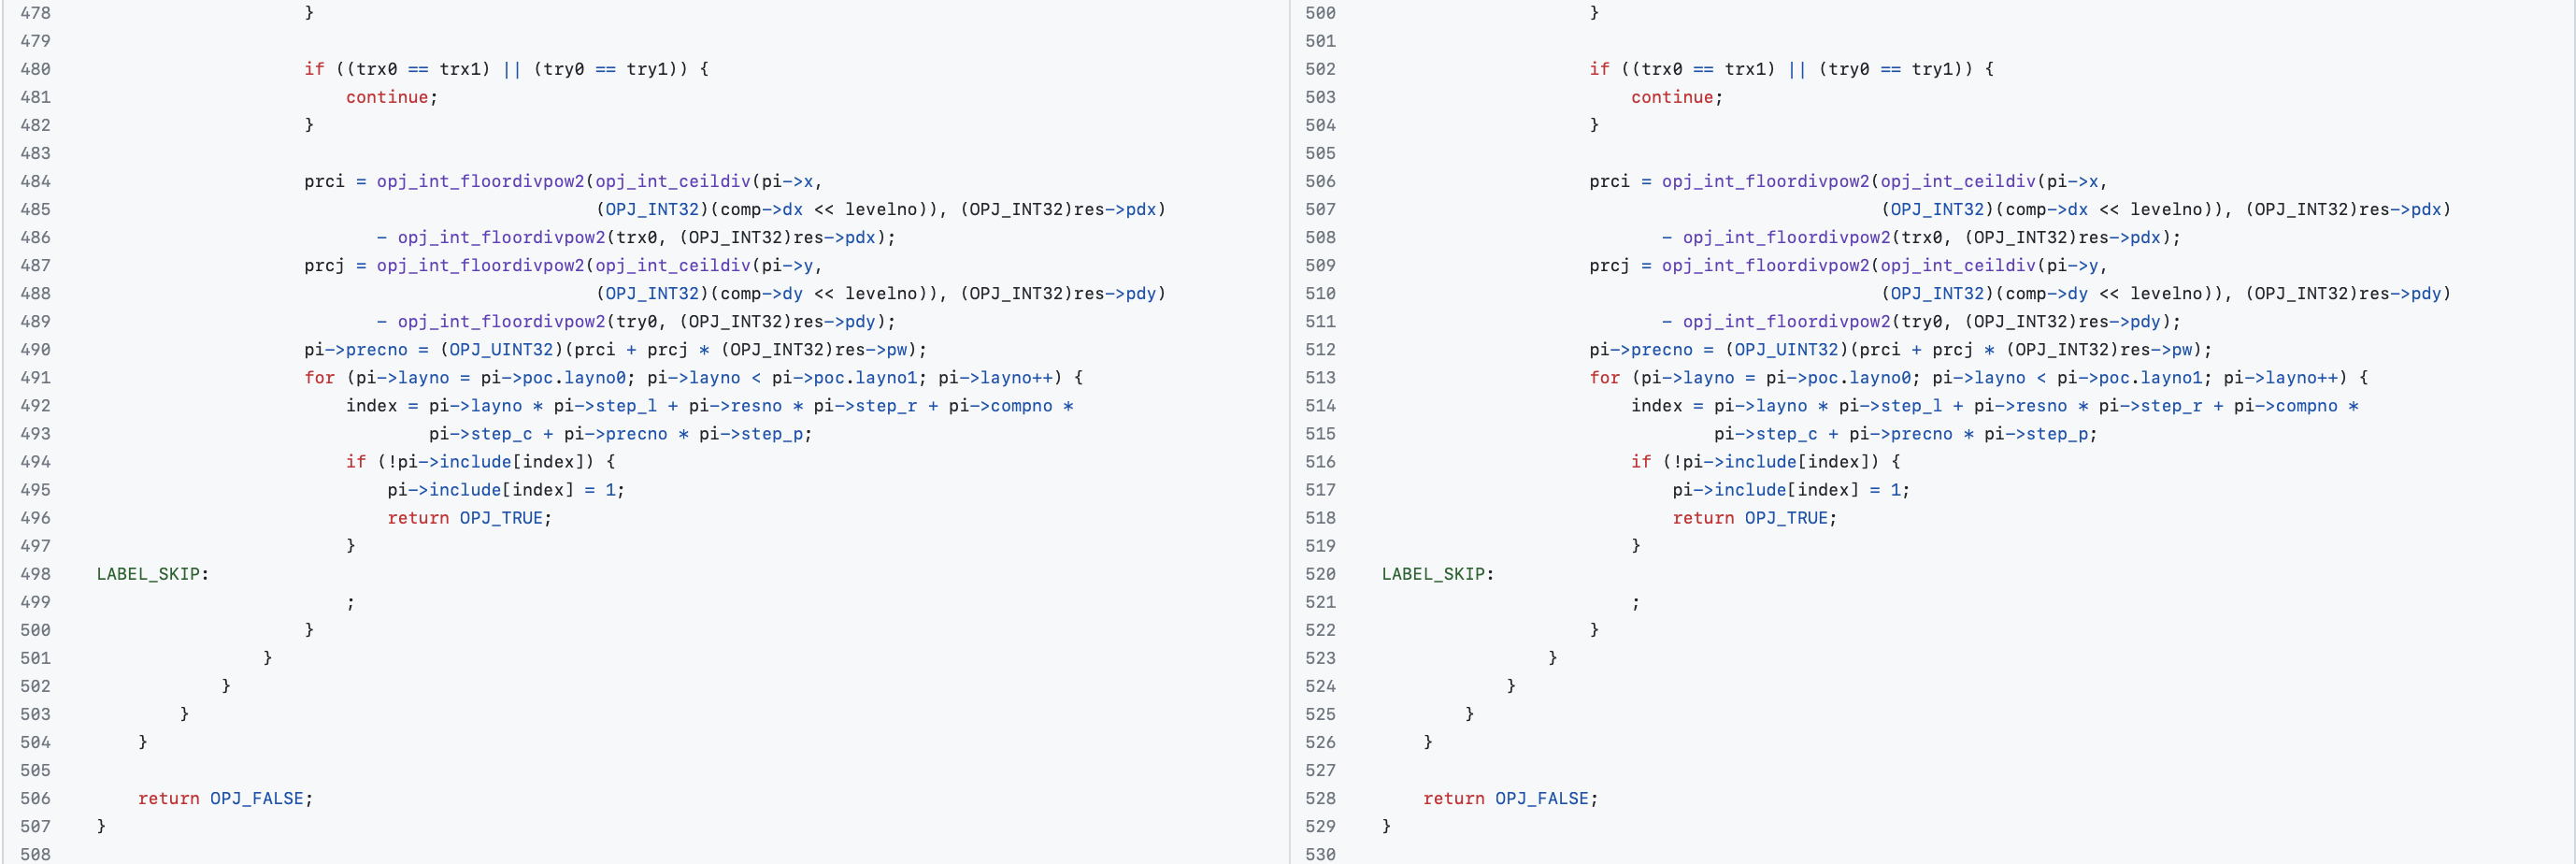 478                         }
479
480                         if ((trx0 == trx1) || (try0 == try1)) {
481                             continue;
482                         }
483
484                         prci = opj_int_floordivpow2(opj_int_ceildiv(pi->x,
485                                                     (OPJ_INT32)(comp->dx << levelno)), (OPJ_INT32)res->pdx)
486                                - opj_int_floordivpow2(trx0, (OPJ_INT32)res->pdx);
487                         prcj = opj_int_floordivpow2(opj_int_ceildiv(pi->y,
488                                                     (OPJ_INT32)(comp->dy << levelno)), (OPJ_INT32)res->pdy)
489                                - opj_int_floordivpow2(try0, (OPJ_INT32)res->pdy);
490                         pi->precno = (OPJ_UINT32)(prci + prcj * (OPJ_INT32)res->pw);
491                         for (pi->layno = pi->poc.layno0; pi->layno < pi->poc.layno1; pi->layno++) {
492                             index = pi->layno * pi->step_l + pi->resno * pi->step_r + pi->compno *
493                                     pi->step_c + pi->precno * pi->step_p;
494                             if (!pi->include[index]) {
495                                 pi->include[index] = 1;
496                                 return OPJ_TRUE;
497                             }
498     LABEL_SKIP:
499                             ;
500                         }
501                     }
502                 }
503             }
504         }
505
506         return OPJ_FALSE;
507     }
508
500                         }
501
502                         if ((trx0 == trx1) || (try0 == try1)) {
503                             continue;
504                         }
505
506                         prci = opj_int_floordivpow2(opj_int_ceildiv(pi->x,
507                                                     (OPJ_INT32)(comp->dx << levelno)), (OPJ_INT32)res->pdx)
508                                - opj_int_floordivpow2(trx0, (OPJ_INT32)res->pdx);
509                         prcj = opj_int_floordivpow2(opj_int_ceildiv(pi->y,
510                                                     (OPJ_INT32)(comp->dy << levelno)), (OPJ_INT32)res->pdy)
511                                - opj_int_floordivpow2(try0, (OPJ_INT32)res->pdy);
512                         pi->precno = (OPJ_UINT32)(prci + prcj * (OPJ_INT32)res->pw);
513                         for (pi->layno = pi->poc.layno0; pi->layno < pi->poc.layno1; pi->layno++) {
514                             index = pi->layno * pi->step_l + pi->resno * pi->step_r + pi->compno *
515                                     pi->step_c + pi->precno * pi->step_p;
516                             if (!pi->include[index]) {
517                                 pi->include[index] = 1;
518                                 return OPJ_TRUE;
519                             }
520     LABEL_SKIP:
521                             ;
522                         }
523                     }
524                 }
525             }
526         }
527
528         return OPJ_FALSE;
529     }
530